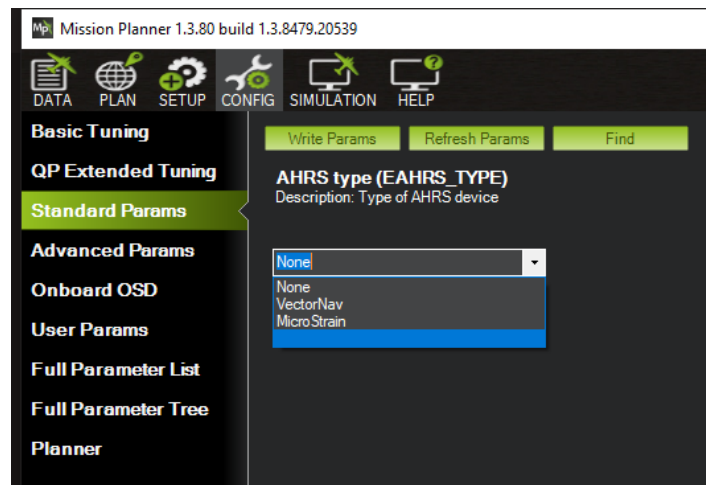 Mp Mission Planner 1.3.80 build 1.3.8479.20539
DATA PLAN SETUP CONFIG SIMULATION HELP
Basic Tuning
QP Extended Tuning
Standard Params
Advanced Params
Onboard OSD
User Params
Full Parameter List
Full Parameter Tree
Planner
Write Params Refresh Params Find
AHRS type (EAHRS_TYPE)
Description: Type of AHRS device
None
None
VectorNav
MicroStrain